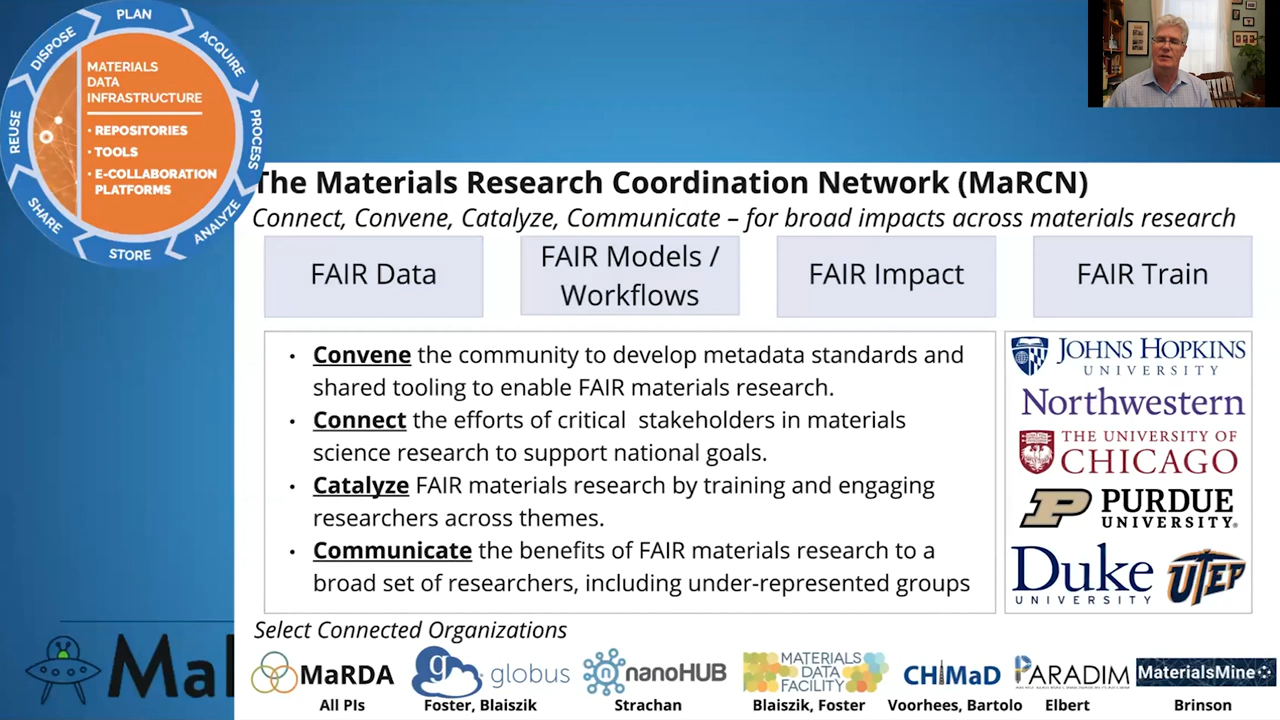 PLAN
ACQUIRE
PROCESS
ANALYZE
STORE
SHARE
REUSE
DISPOSE
MATERIALS
DATA
INFRASTRUCTURE
• REPOSITORIES
• TOOLS
• E-COLLABORATION
PLATFORMS
The Materials Research Coordination Network (MaRCN)
Connect, Convene, Catalyze, Communicate – for broad impacts across materials research
FAIR Data
FAIR Models /
Workflows
FAIR Impact
FAIR Train
• Convene the community to develop metadata standards and
shared tooling to enable FAIR materials research.
• Connect the efforts of critical stakeholders in materials
science research to support national goals.
• Catalyze FAIR materials research by training and engaging
researchers across themes.
• Communicate the benefits of FAIR materials research to a
broad set of researchers, including under-represented groups
JOHNS HOPKINS
UNIVERSITY
Northwestern
THE UNIVERSITY OF
CHICAGO
PURDUE
UNIVERSITY®
Duke
UNIVERSITY
UTEP
Select Connected Organizations
MaRDA
g globus
n nanoHUB
MATERIALS
DATA
FACILITY
CHiMaD
PARADIM
MaterialsMine
All PIs
Foster, Blaiszik
Strachan
Blaiszik, Foster
Voorhees, Bartolo
Elbert
Brinson